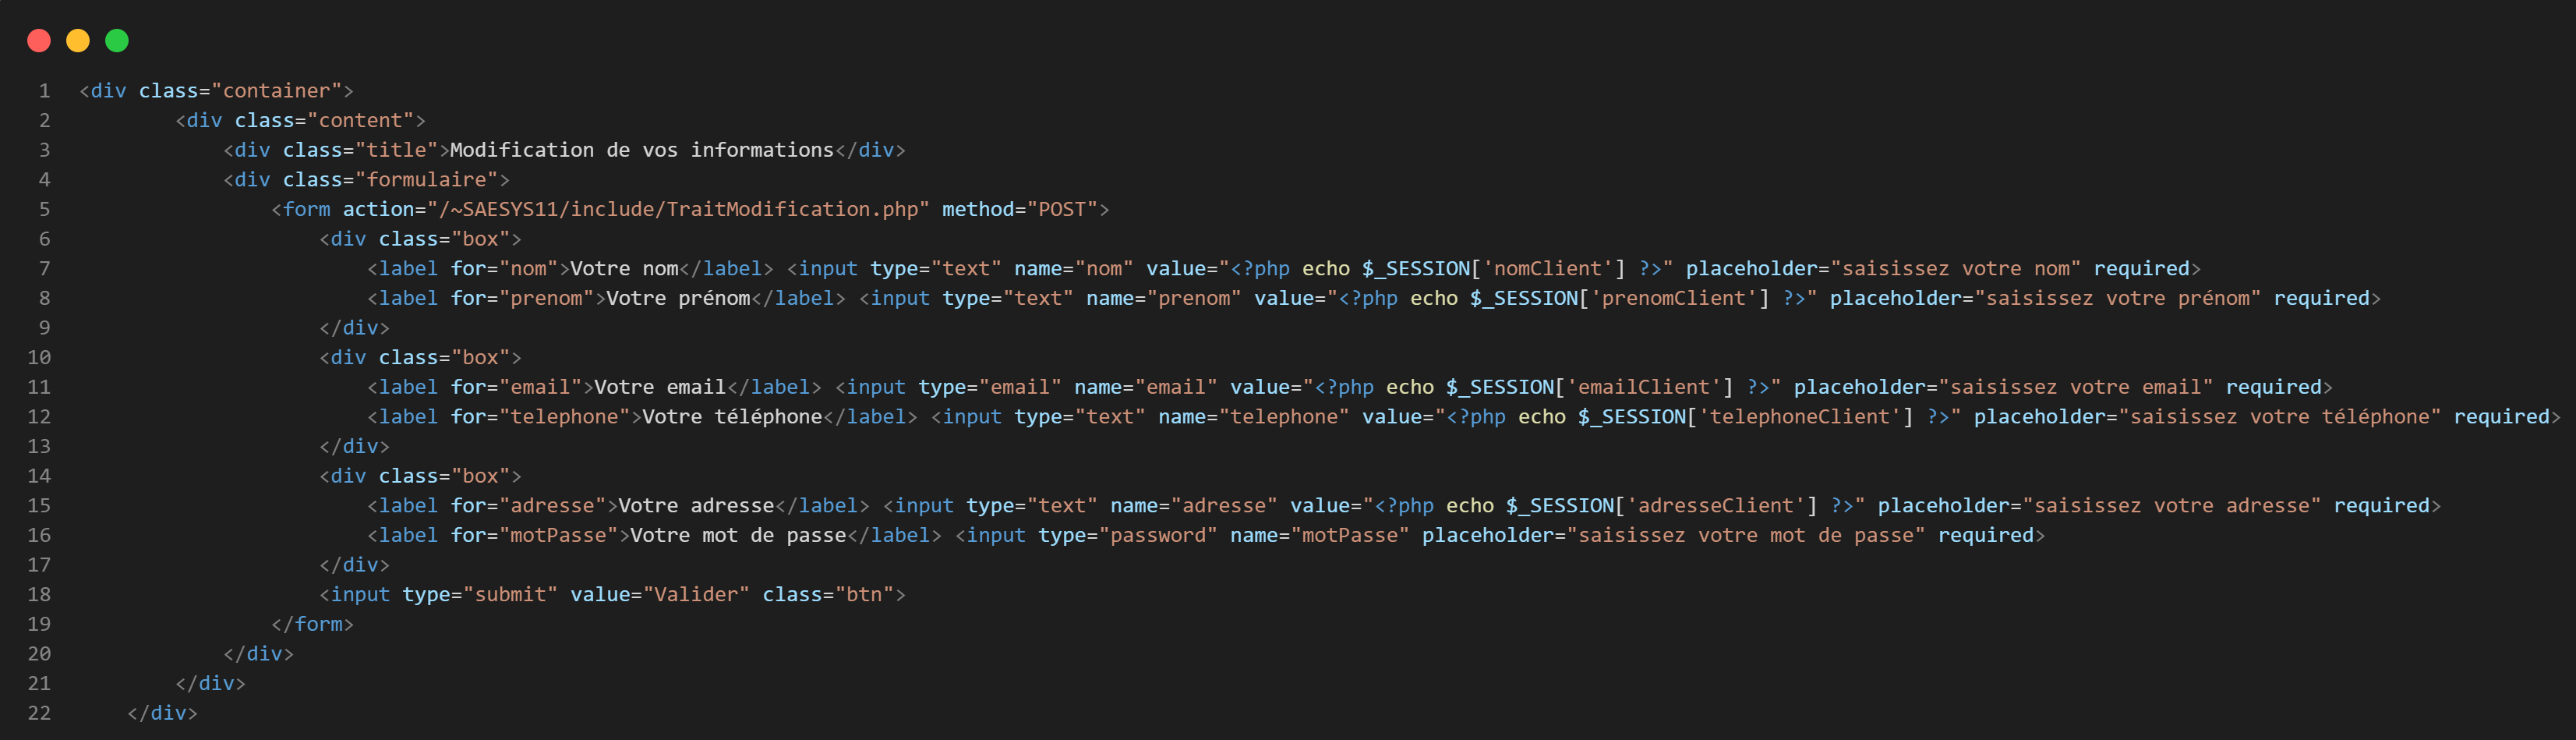 1 <div class="container">
2 <div class="content">
3 <div class="title">Modification de vos informations</div>
4 <div class="formulaire">
5 <form action="/~SAESYS11/include/TraitModification.php" method="POST">
6 <div class="box">
7 <label for="nom">Votre nom</label> <input type="text" name="nom" value="<?php echo $_SESSION['nomClient'] ?>" placeholder="saisissez votre nom" required>
8 <label for="prenom">Votre prénom</label> <input type="text" name="prenom" value="<?php echo $_SESSION['prenomClient'] ?>" placeholder="saisissez votre prénom" required>
9 </div>
10 <div class="box">
11 <label for="email">Votre email</label> <input type="email" name="email" value="<?php echo $_SESSION['emailClient'] ?>" placeholder="saisissez votre email" required>
12 <label for="telephone">Votre téléphone</label> <input type="text" name="telephone" value="<?php echo $_SESSION['telephoneClient'] ?>" placeholder="saisissez votre téléphone" required>
13 </div>
14 <div class="box">
15 <label for="adresse">Votre adresse</label> <input type="text" name="adresse" value="<?php echo $_SESSION['adresseClient'] ?>" placeholder="saisissez votre adresse" required>
16 <label for="motPasse">Votre mot de passe</label> <input type="password" name="motPasse" placeholder="saisissez votre mot de passe" required>
17 </div>
18 <input type="submit" value="Valider" class="btn">
19 </form>
20 </div>
21 </div>
22 </div>